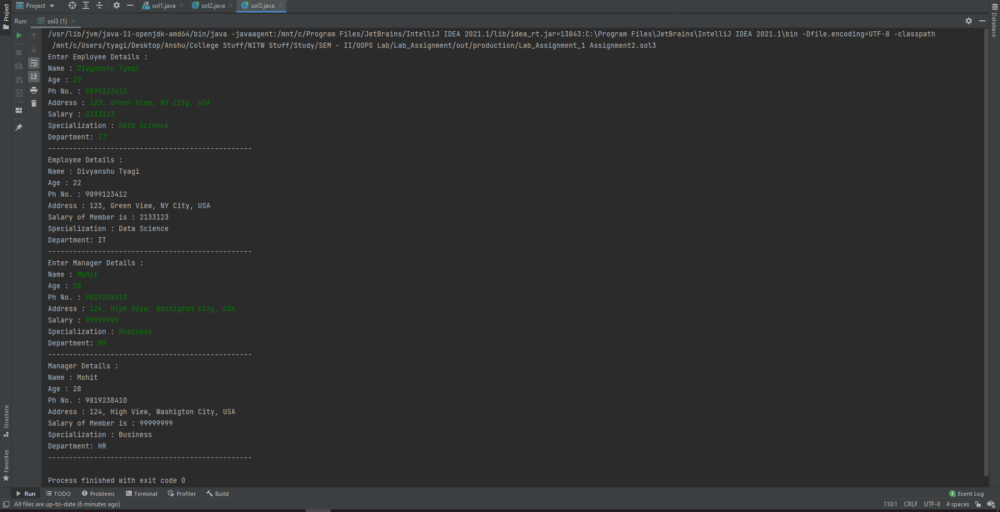 Project
sol1.java
sol2.java
sol3.java
Project
Database
Run:
sol3 (1)
/usr/lib/jvm/java-11-openjdk-amd64/bin/java -javaagent:/mnt/c/Program Files/JetBrains/IntelliJ IDEA 2021.1/lib/idea_rt.jar=13843:C:\Program Files\JetBrains\IntelliJ IDEA 2021.1\bin -Dfile.encoding=UTF-8 -classpath
/mnt/c/Users/tyagi/Desktop/Anshu/College Stuff/NITW Stuff/Study/SEM - II/OOPS Lab/Lab_Assignment/out/production/Lab_Assignment_1 Assignment2.sol3
Enter Employee Details :
Name : Divyanshu Tyagi
Age : 22
Ph No. : 9899123412
Address : 123, Green View, NY City, USA
Salary : 2133123
Specialization : Data Science
Department: IT
-------------------------------------------------
Employee Details :
Name : Divyanshu Tyagi
Age : 22
Ph No. : 9899123412
Address : 123, Green View, NY City, USA
Salary of Member is : 2133123
Specialization : Data Science
Department: IT
-------------------------------------------------
Enter Manager Details :
Name : Mohit
Age : 28
Ph No. : 9819238410
Address : 124, High View, Washigton City, USA
Salary : 99999999
Specialization : Business
Department: HR
-------------------------------------------------
Manager Details :
Name : Mohit
Age : 28
Ph No. : 9819238410
Address : 124, High View, Washigton City, USA
Salary of Member is : 99999999
Specialization : Business
Department: HR
-------------------------------------------------
Process finished with exit code 0
Structure
Favorites
Run
TODO
Problems
Terminal
Profiler
Build
3 Event Log
All files are up-to-date (6 minutes ago)
110:1 CRLF UTF-8 4 spaces